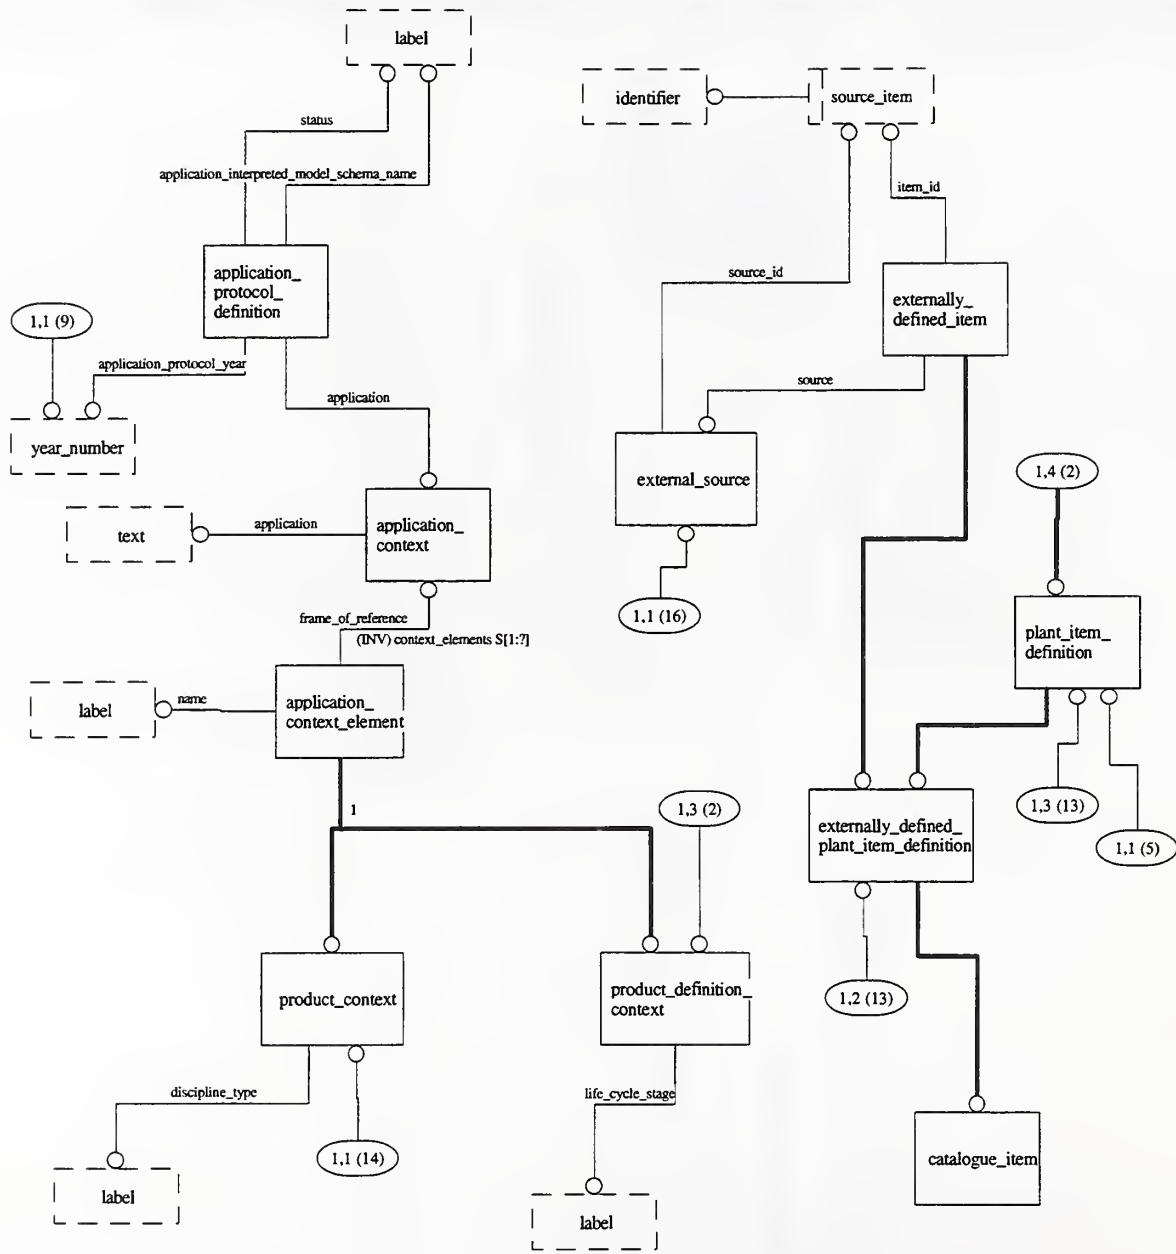 label
status
application_interpreted_model_schema_name
application_
protocol_
definition
1,1 (9)
application_protocol_year
year_number
application
text
application
application_
context
frame_of_reference
(INV) context_elements S[1:?]
label
name
application_
context_element
1
1,3 (2)
product_context
product_definition_
context
discipline_type
1,1 (14)
label
life_cycle_stage
label
identifier
source_item
item_id
source_id
externally_
defined_item
source
external_source
1,1 (16)
1,4 (2)
plant_item_
definition
1,3 (13)
1,1 (5)
externally_defined_
plant_item_definition
1,2 (13)
catalogue_item